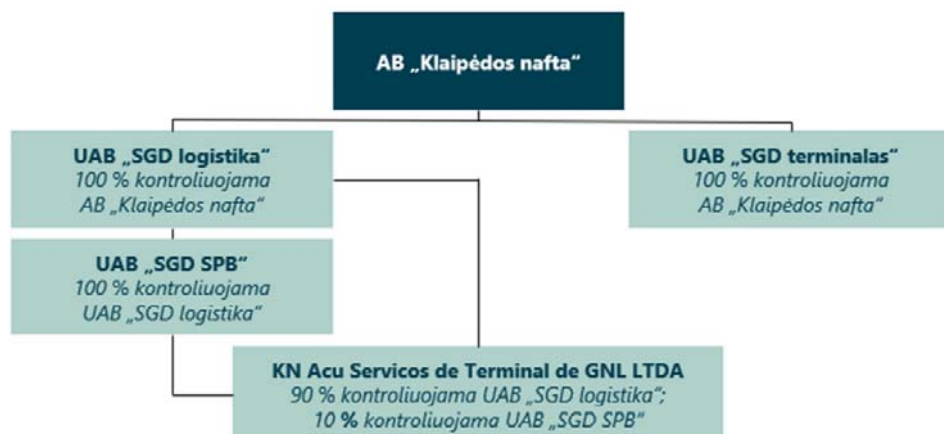 AB „Klaipėdos nafta“
UAB „SGD logistika“
100 % kontroliuojama
AB „Klaipėdos nafta“
UAB „SGD terminalas“
100 % kontroliuojama
AB „Klaipėdos nafta“
UAB „SGD SPB“
100 % kontroliuojama
UAB „SGD logistika“
KN Acu Servicos de Terminal de GNL LTDA
90 % kontroliuojama UAB „SGD logistika“;
10 % kontroliuojama UAB „SGD SPB“